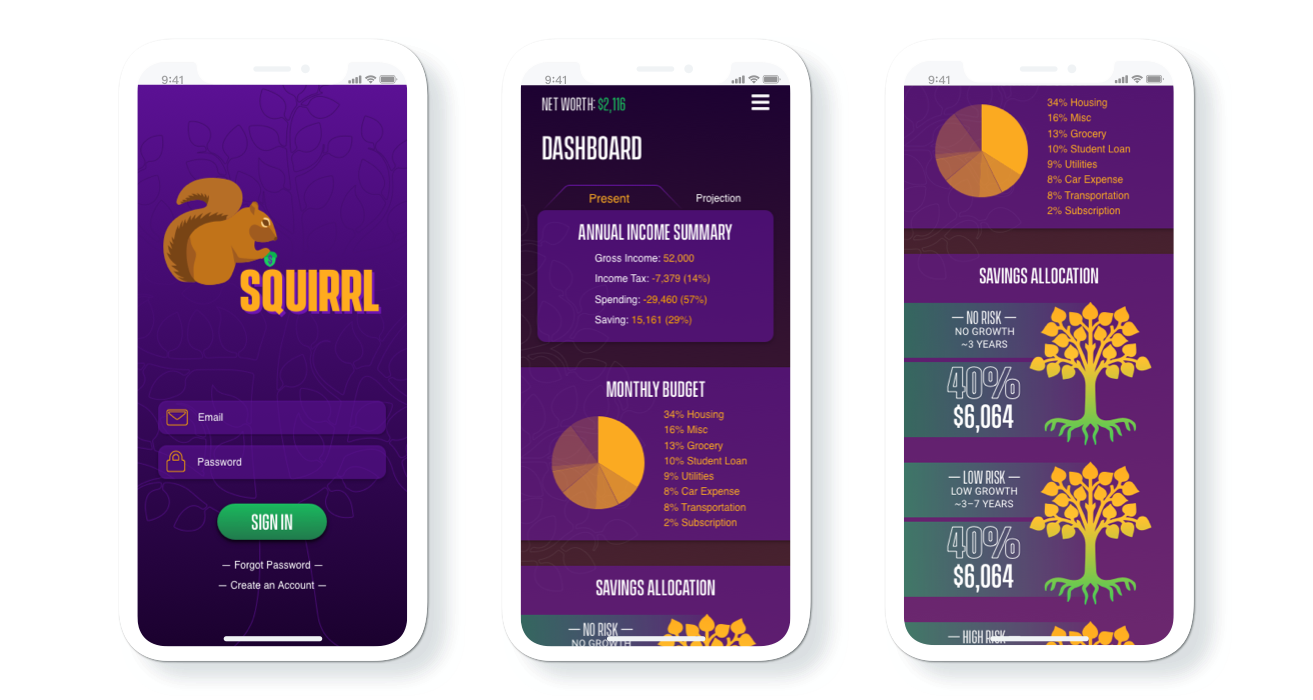 9:41
SQUIRRL
Email
Password
SIGN IN
— Forgot Password —
— Create an Account —
9:41
NET WORTH: $2,116
DASHBOARD
Present
Projection
ANNUAL INCOME SUMMARY
Gross Income: 52,000
Income Tax: -7,379 (14%)
Spending: -29,460 (57%)
Saving: 15,161 (29%)
MONTHLY BUDGET
34% Housing
16% Misc
13% Grocery
10% Student Loan
9% Utilities
8% Car Expense
8% Transportation
2% Subscription
SAVINGS ALLOCATION
— NO RISK —
NO GROWTH
9:41
34% Housing
16% Misc
13% Grocery
10% Student Loan
9% Utilities
8% Car Expense
8% Transportation
2% Subscription
SAVINGS ALLOCATION
— NO RISK —
NO GROWTH
~3 YEARS
40%
$6,064
— LOW RISK —
LOW GROWTH
~3–7 YEARS
40%
$6,064
— HIGH RISK —